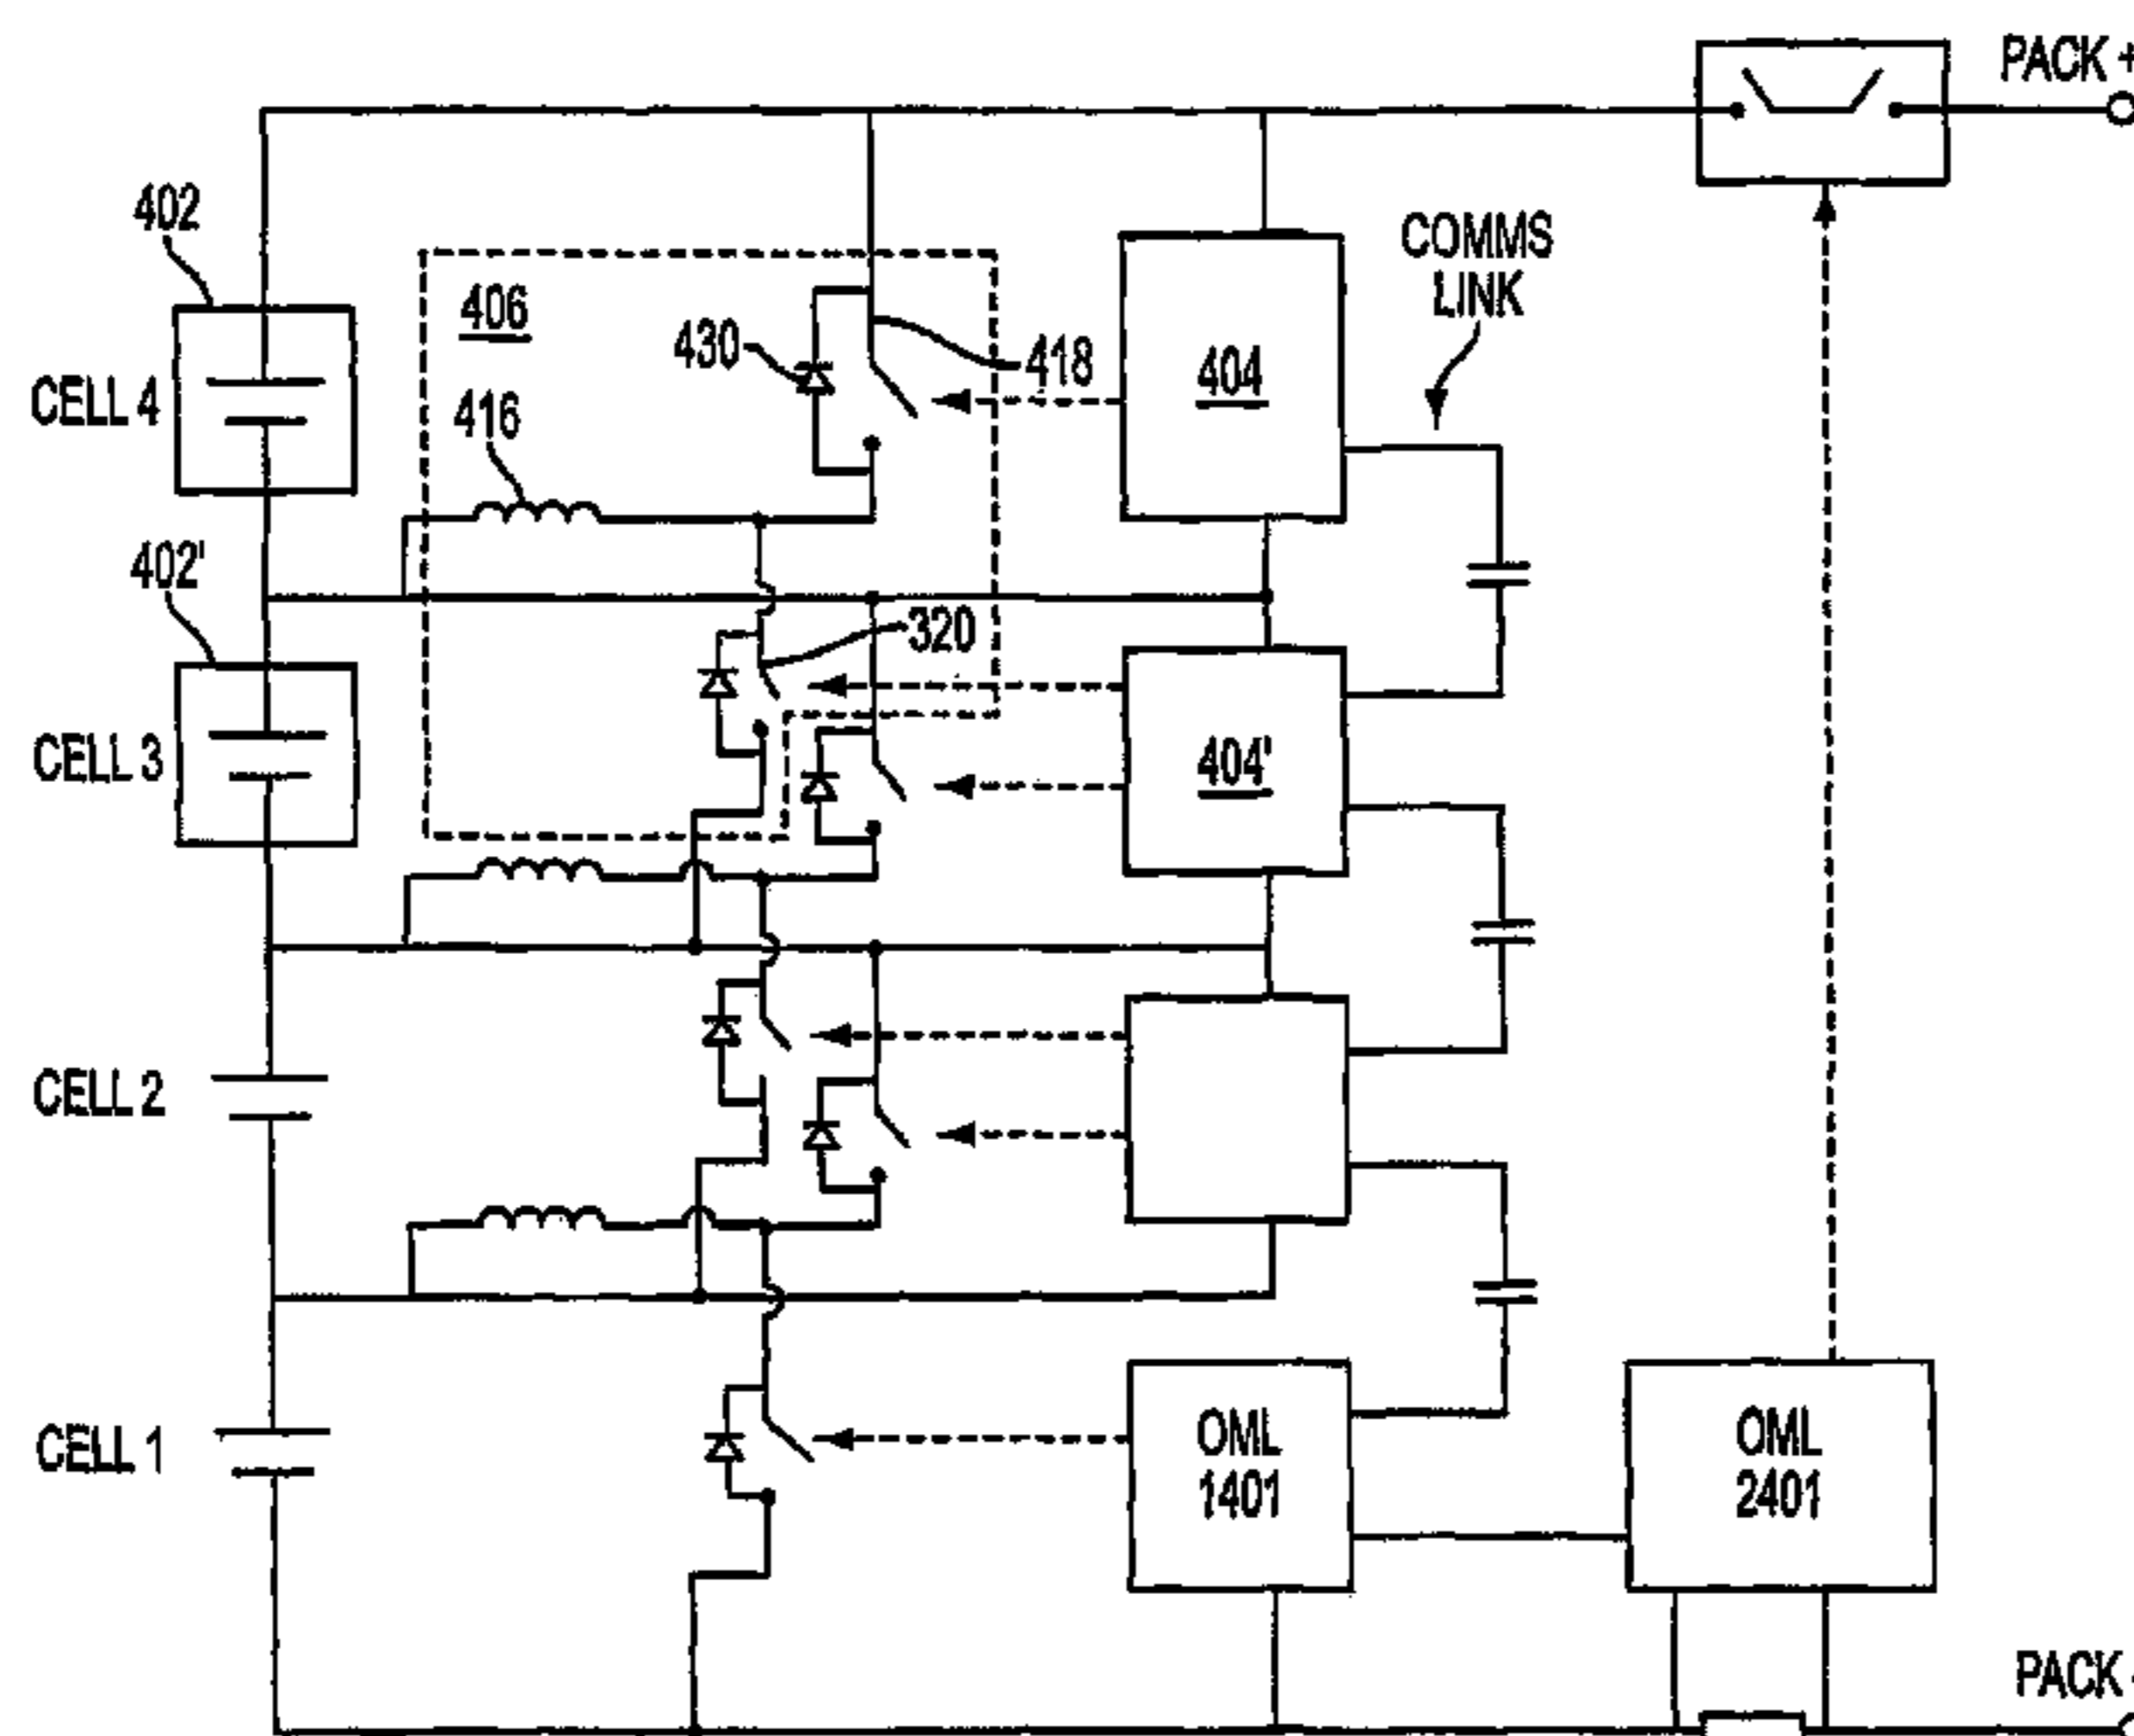 PACK +
402
COMMS
LINK
406
430
418
404
CELL 4
416
402'
320
CELL 3
404'
CELL 2
CELL 1
OML
1401
OML
2401
PACK -